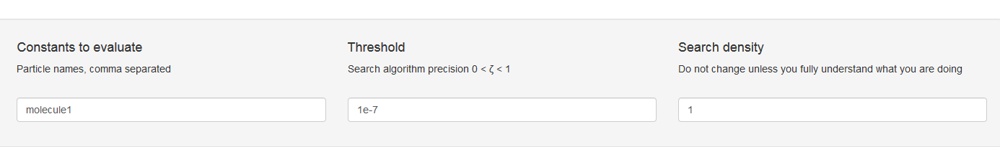 Constants to evaluate
Particle names, comma separated
molecule1
Threshold
Search algorithm precision 0 < ζ < 1
1e-7
Search density
Do not change unless you fully understand what you are doing
1